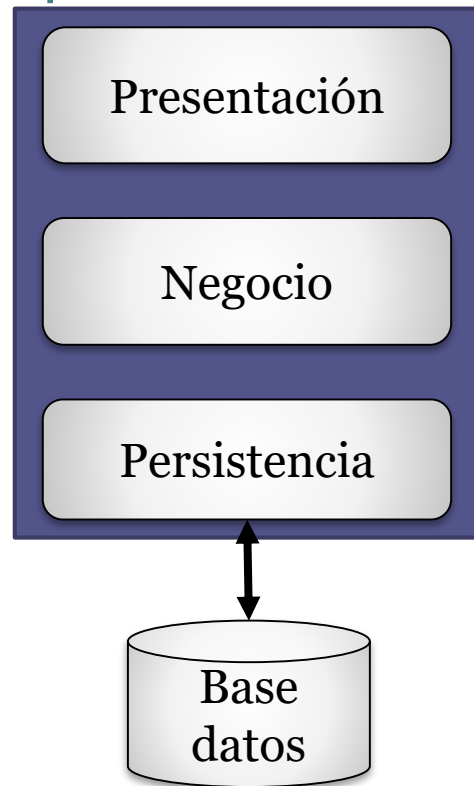 Presentación
Negocio
Persistencia
Base
datos